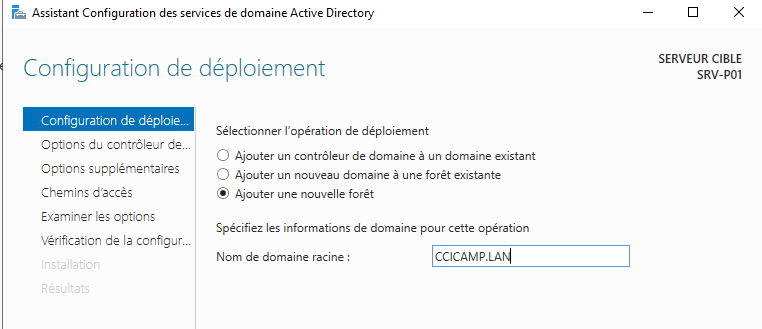 Assistant Configuration des services de domaine Active Directory
Configuration de déploiement
SERVEUR CIBLE
SRV-P01
Configuration de déploie...
Options du contrôleur de...
Options supplémentaires
Chemins d'accès
Examiner les options
Vérification de la configur...
Installation
Résultats
Sélectionner l'opération de déploiement
Ajouter un contrôleur de domaine à un domaine existant
Ajouter un nouveau domaine à une forêt existante
Ajouter une nouvelle forêt
Spécifiez les informations de domaine pour cette opération
Nom de domaine racine :
CCICAMP.LAN